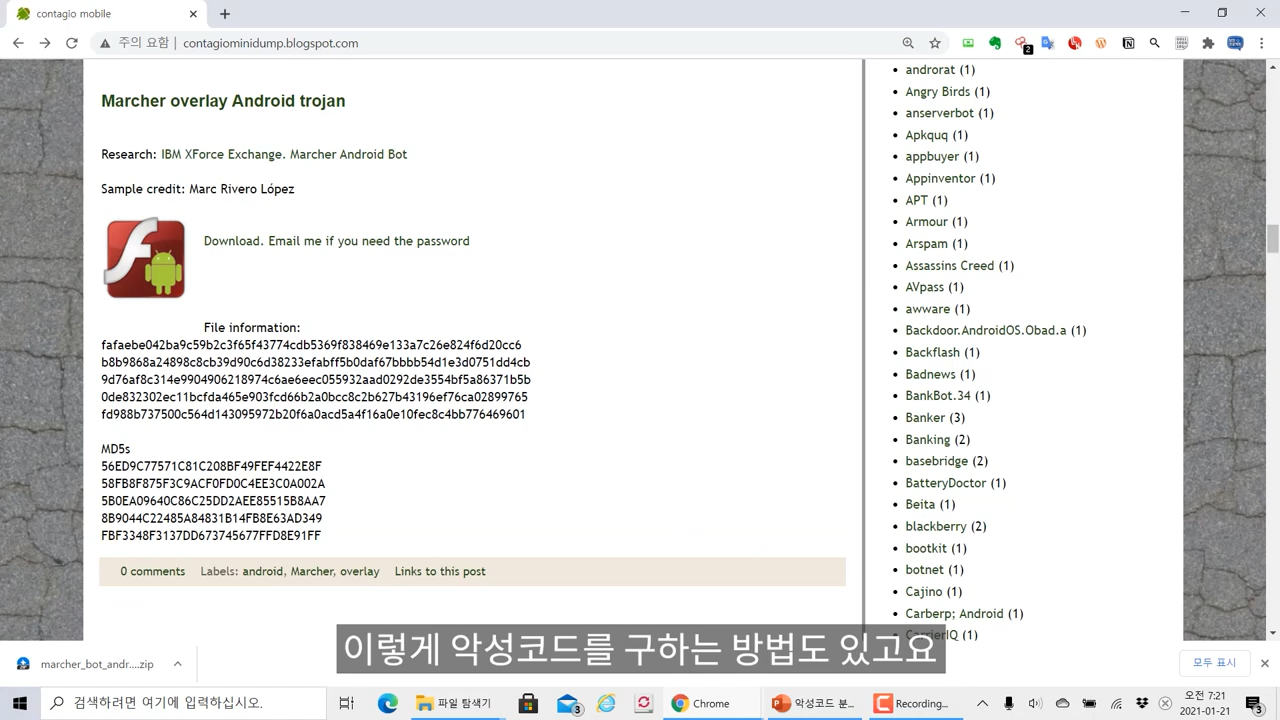 contagio mobile
주의 요함
contagiominidump.blogspot.com
2
Marcher overlay Android trojan
Research: IBM XForce Exchange. Marcher Android Bot
Sample credit: Marc Rivero López
Download. Email me if you need the password
File information:
fafaebe042ba9c59b2c3f65f43774cdb5369f838469e133a7c26e824f6d20cc6
b8b9868a24898c8cb39d90c6d38233efabff5b0daf67bbbb54d1e3d0751dd4cb
9d76af8c314e9904906218974c6ae6eec055932aad0292de3554bf5a86371b5b
0de832302ec11bcfda465e903fcd66b2a0bcc8c2b627b43196ef76ca02899765
fd988b737500c564d143095972b20f6a0acd5a4f16a0e10fec8c4bb776469601
MD5s
56ED9C77571C81C208BF49FEF4422E8F
58FB8F875F3C9ACF0FD0C4EE3C0A002A
5B0EA09640C86C25DD2AEE85515B8AA7
8B9044C22485A84831B14FB8E63AD349
FBF3348F3137DD673745677FFD8E91FF
0 comments Labels: android, Marcher, overlay Links to this post
androrat (1)
Angry Birds (1)
anserverbot (1)
Apkquq (1)
appbuyer (1)
Appinventor (1)
APT (1)
Armour (1)
Arspam (1)
Assassins Creed (1)
AVpass (1)
awware (1)
Backdoor.AndroidOS.Obad.a (1)
Backflash (1)
Badnews (1)
BankBot.34 (1)
Banker (3)
Banking (2)
basebridge (2)
BatteryDoctor (1)
Beita (1)
blackberry (2)
bootkit (1)
botnet (1)
Cajino (1)
Carberp; Android (1)
CarrierIQ (1)
이렇게 악성코드를 구하는 방법도 있고요
marcher_bot_andr....zip
모두 표시
검색하려면 여기에 입력하십시오.
파일 탐색기
3
Chrome
악성코드 분...
Recording...
오전 7:21
2021-01-21
3